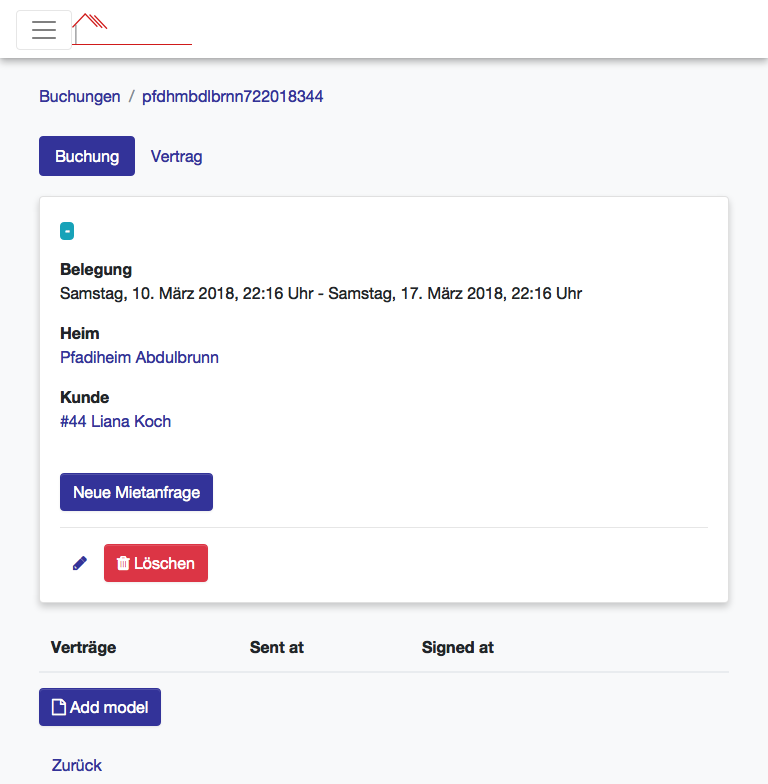 Buchungen / pfdhmbdlbrnn722018344
Buchung Vertrag
-
Belegung
Samstag, 10. März 2018, 22:16 Uhr - Samstag, 17. März 2018, 22:16 Uhr
Heim
Pfadiheim Abdulbrunn
Kunde
#44 Liana Koch
Neue Mietanfrage
Löschen
Verträge Sent at Signed at
Add model
Zurück